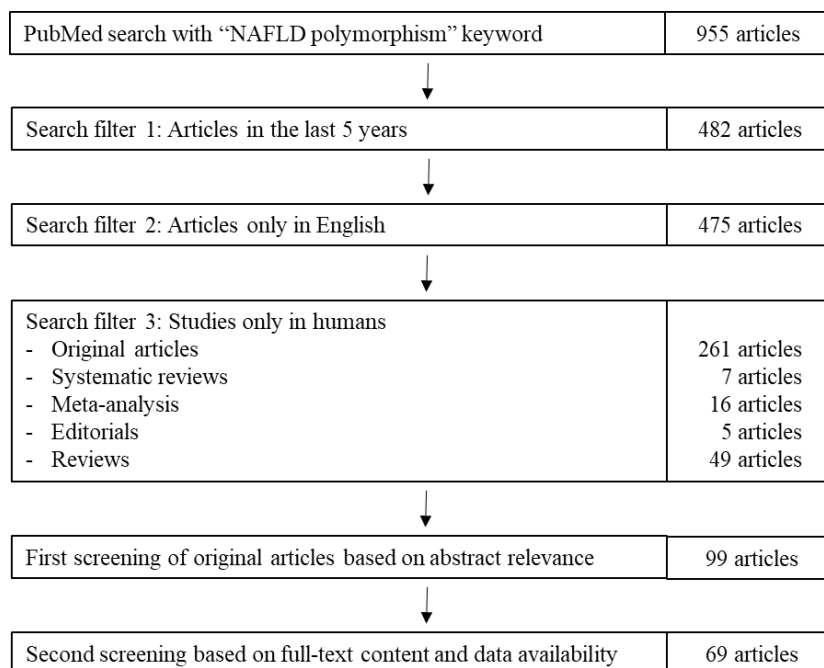 PubMed search with “NAFLD polymorphism” keyword 955 articles
Search filter 1: Articles in the last 5 years 482 articles
Search filter 2: Articles only in English 475 articles
Search filter 3: Studies only in humans
- Original articles 261 articles
- Systematic reviews 7 articles
- Meta-analysis 16 articles
- Editorials 5 articles
- Reviews 49 articles
First screening of original articles based on abstract relevance 99 articles
Second screening based on full-text content and data availability 69 articles